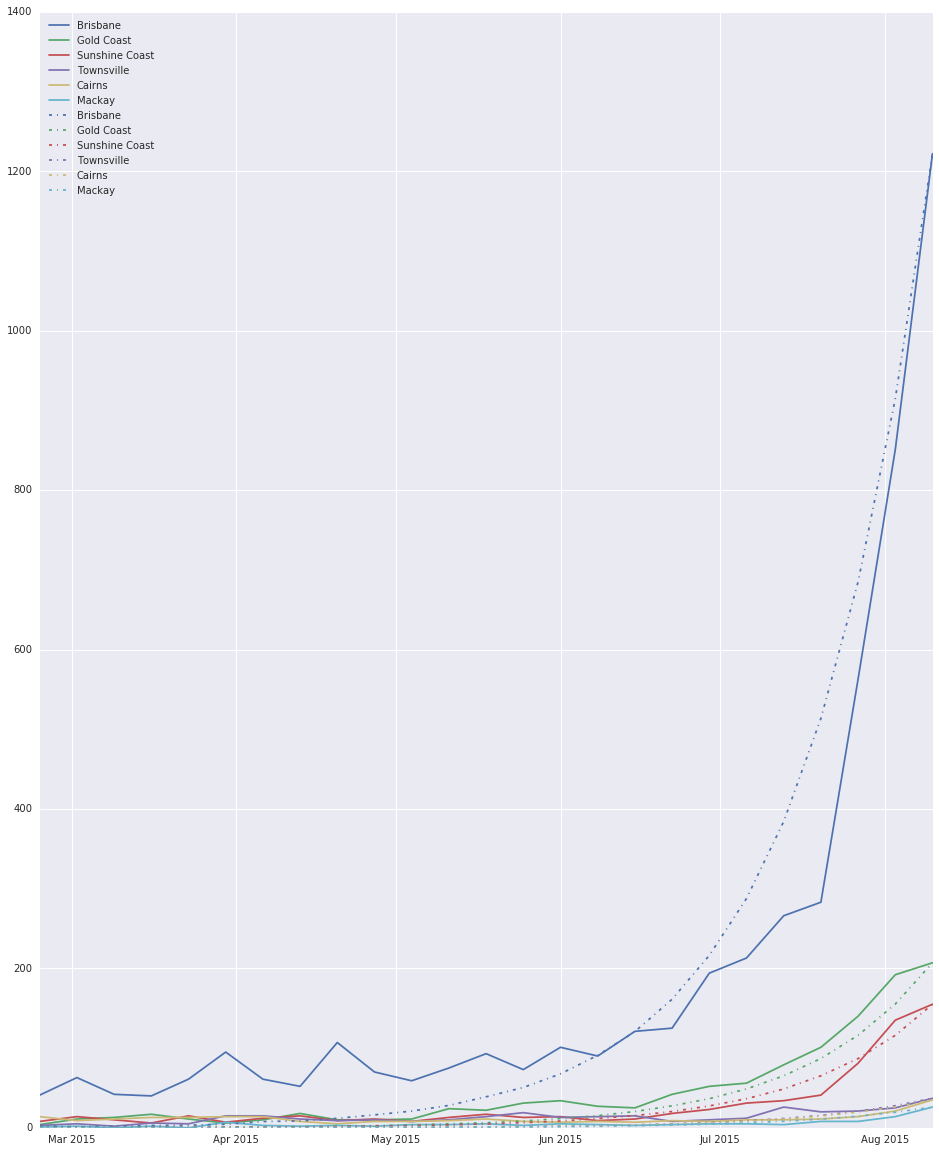 1400
1200
1000
800
600
400
200
0
Brisbane
Gold Coast
Sunshine Coast
Townsville
Cairns
Mackay
Brisbane
Gold Coast
Sunshine Coast
Townsville
Cairns
Mackay
Mar 2015
Apr 2015
May 2015
Jun 2015
Jul 2015
Aug 2015